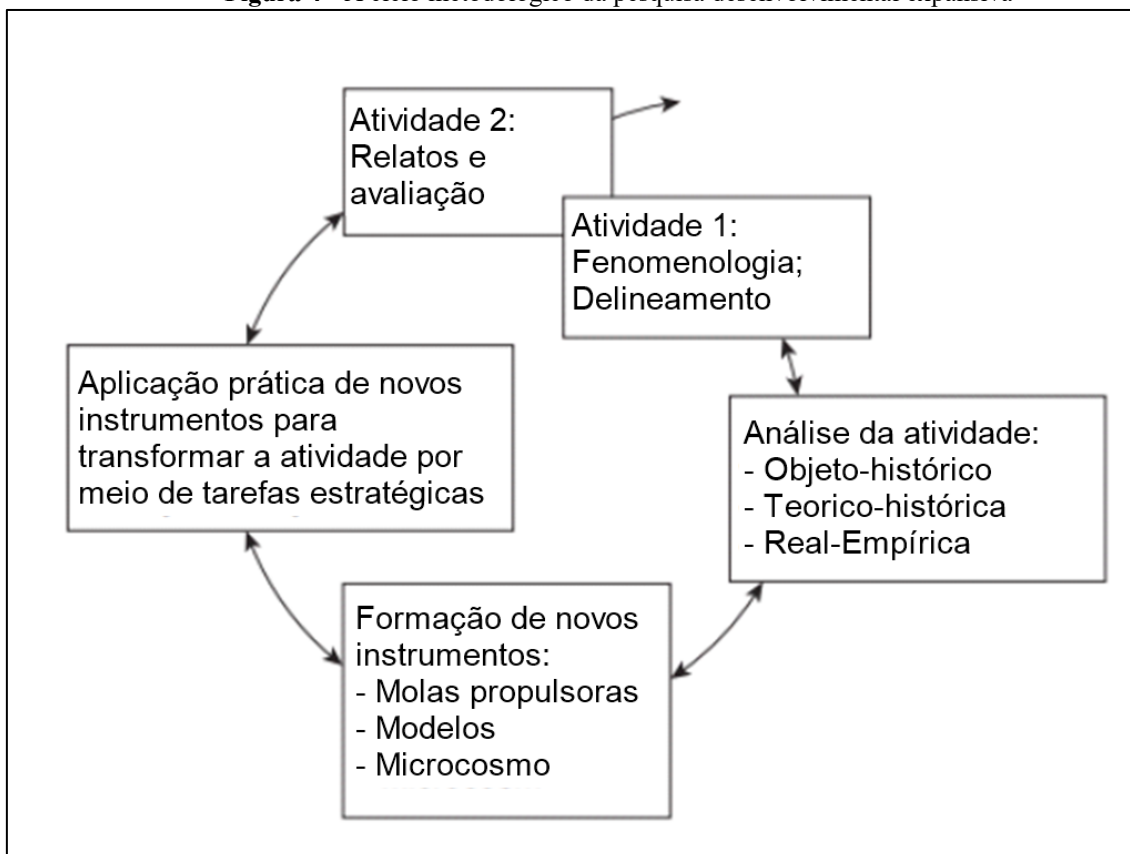 Atividade 2:
Relatos e
avaliação
Atividade 1:
Fenomenologia;
Delineamento
Análise da atividade:
- Objeto-histórico
- Teorico-histórica
- Real-Empírica
Formação de novos
instrumentos:
- Molas propulsoras
- Modelos
- Microcosmo
Aplicação prática de novos
instrumentos para
transformar a atividade por
meio de tarefas estratégicas